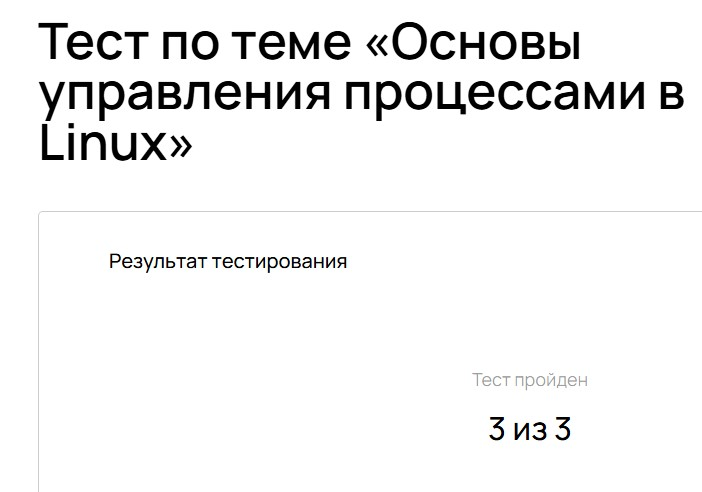 Тест по теме «Основы
управления процессами в
Linux»
Результат тестирования
Тест пройден
3 из 3